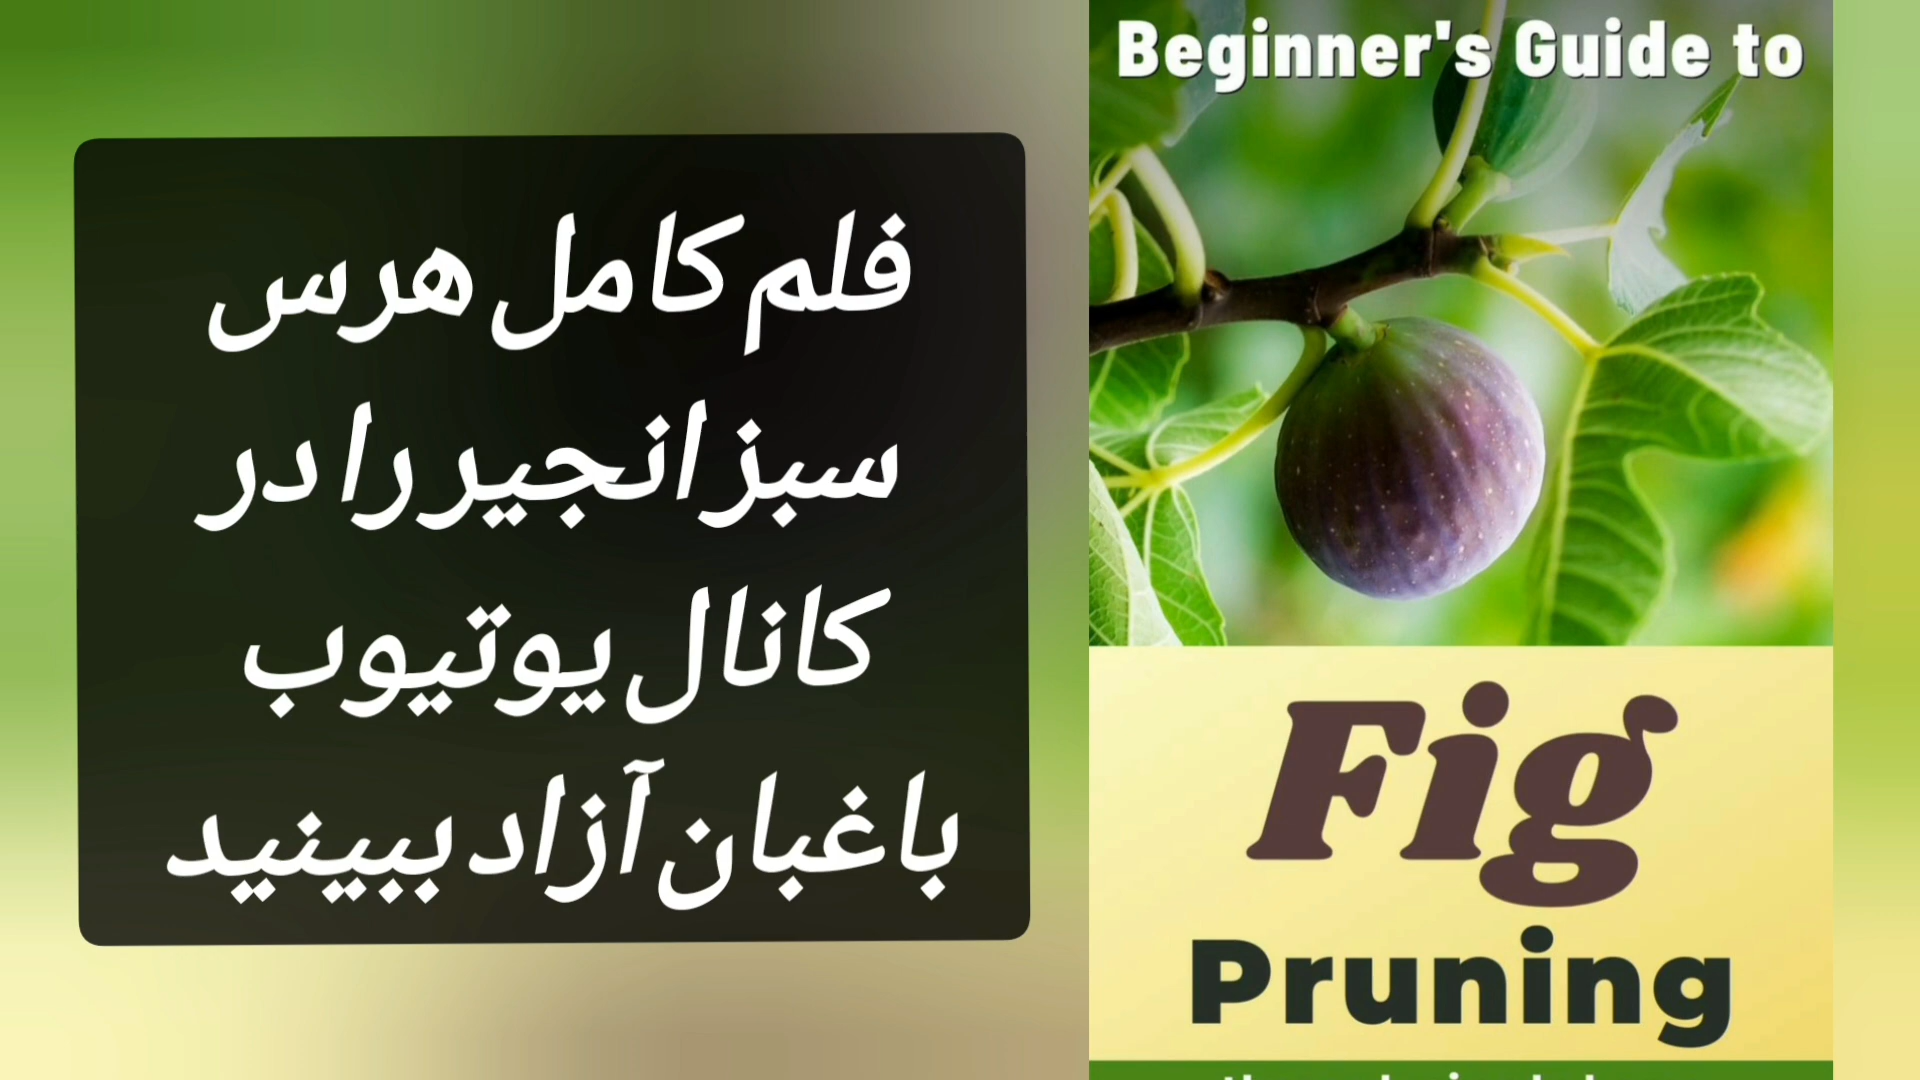 فلم کامل هرس
سبز انجیر را در
کانال یوتیوب
باغبان آزاد ببینید
Beginner's Guide to
Fig
Pruning